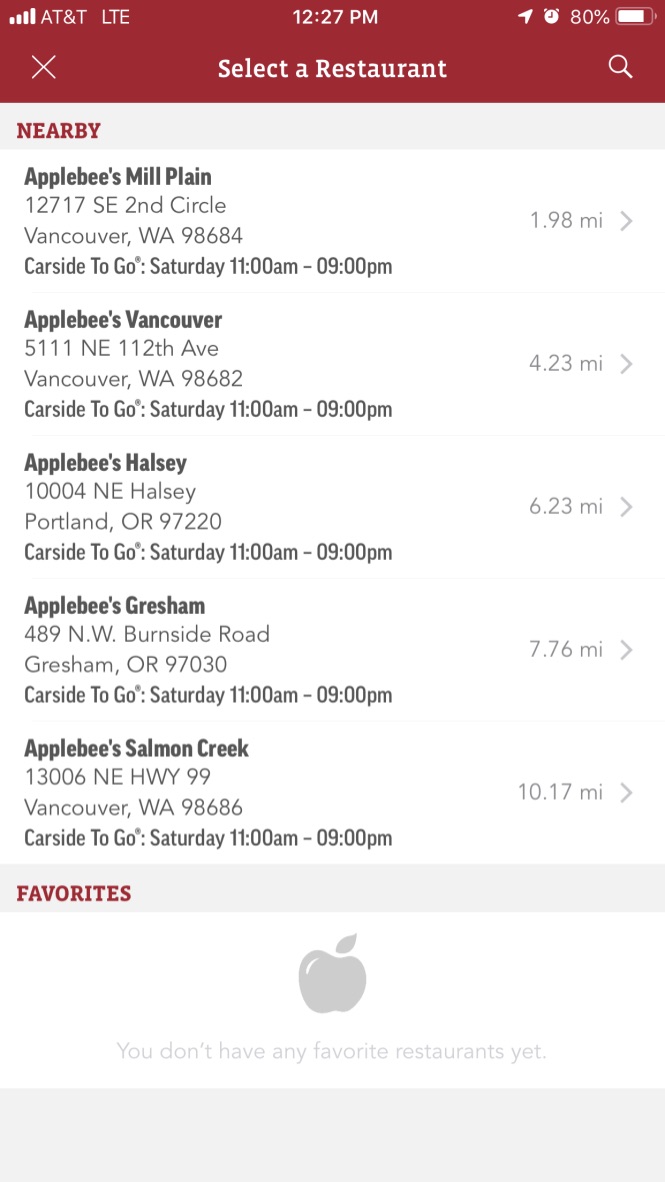 AT&T LTE 12:27 PM 80%
Select a Restaurant
NEARBY
Applebee's Mill Plain
12717 SE 2nd Circle
1.98 mi
Vancouver, WA 98684
Carside To Go®: Saturday 11:00am – 09:00pm
Applebee's Vancouver
5111 NE 112th Ave
4.23 mi
Vancouver, WA 98682
Carside To Go®: Saturday 11:00am – 09:00pm
Applebee's Halsey
10004 NE Halsey
6.23 mi
Portland, OR 97220
Carside To Go®: Saturday 11:00am – 09:00pm
Applebee's Gresham
489 N.W. Burnside Road
7.76 mi
Gresham, OR 97030
Carside To Go®: Saturday 11:00am – 09:00pm
Applebee's Salmon Creek
13006 NE HWY 99
10.17 mi
Vancouver, WA 98686
Carside To Go®: Saturday 11:00am – 09:00pm
FAVORITES
You don't have any favorite restaurants yet.